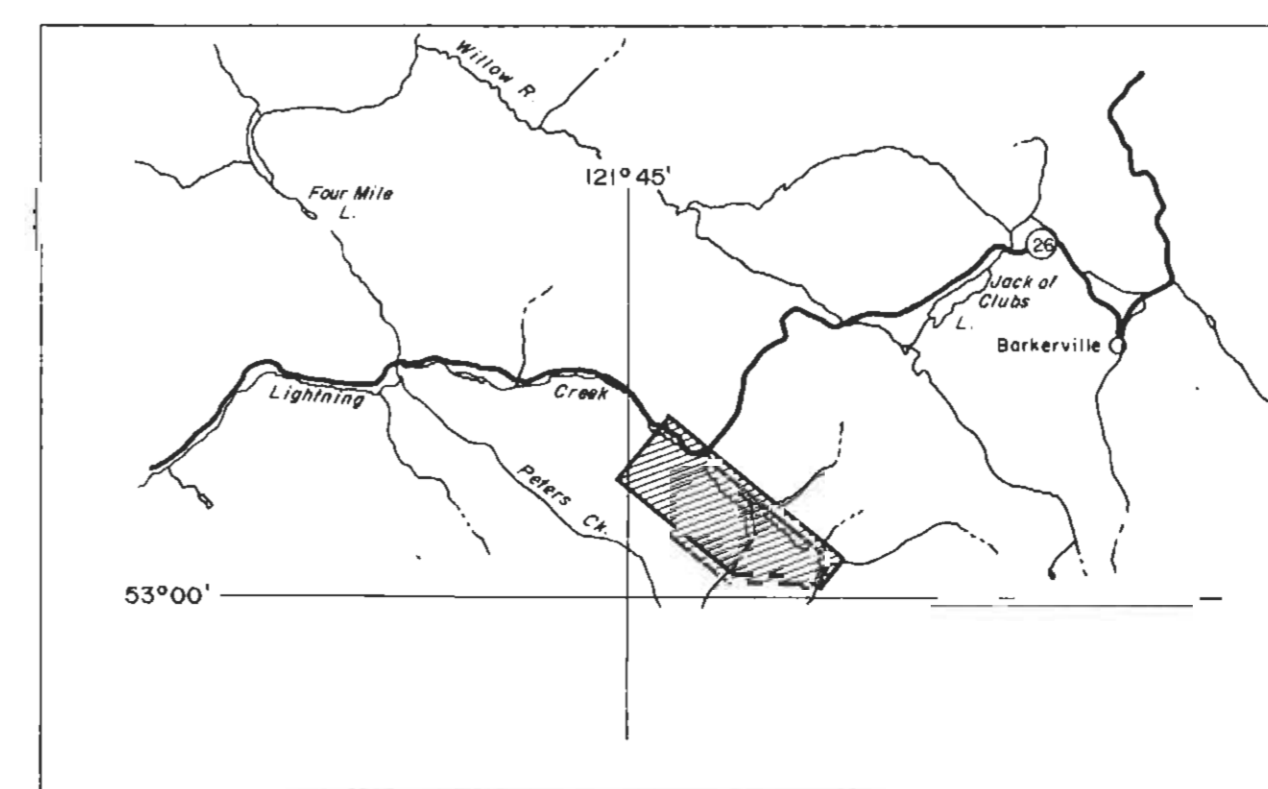 Willow R.
121° 45'
Four Mile
L.
26
Jack of
Clubs
L.
Barkerville
Lightning
Creek
Peters
Ck.
53°00'